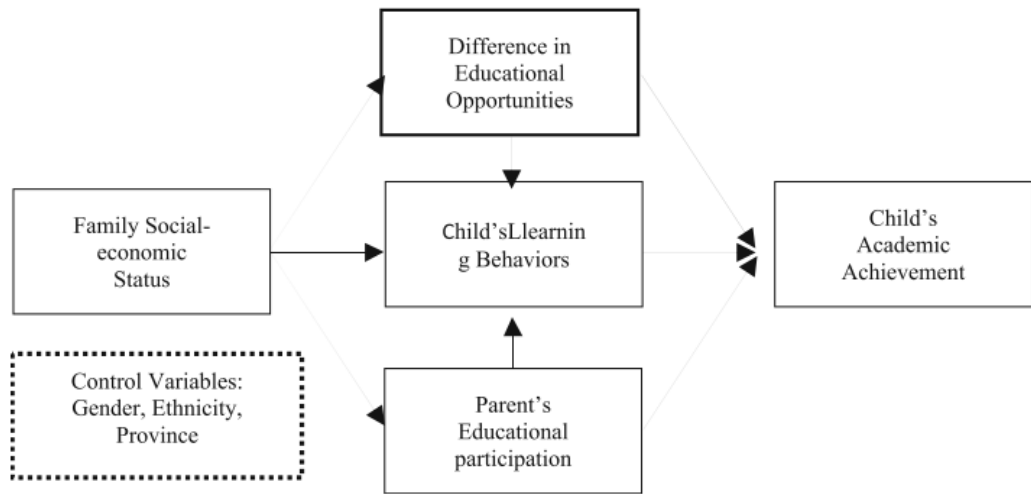 Difference in
Educational
Opportunities
Family Social-
economic
Status
Child'sLlearnin
g Behaviors
Child's
Academic
Achievement
Control Variables:
Gender, Ethnicity,
Province
Parent's
Educational
participation